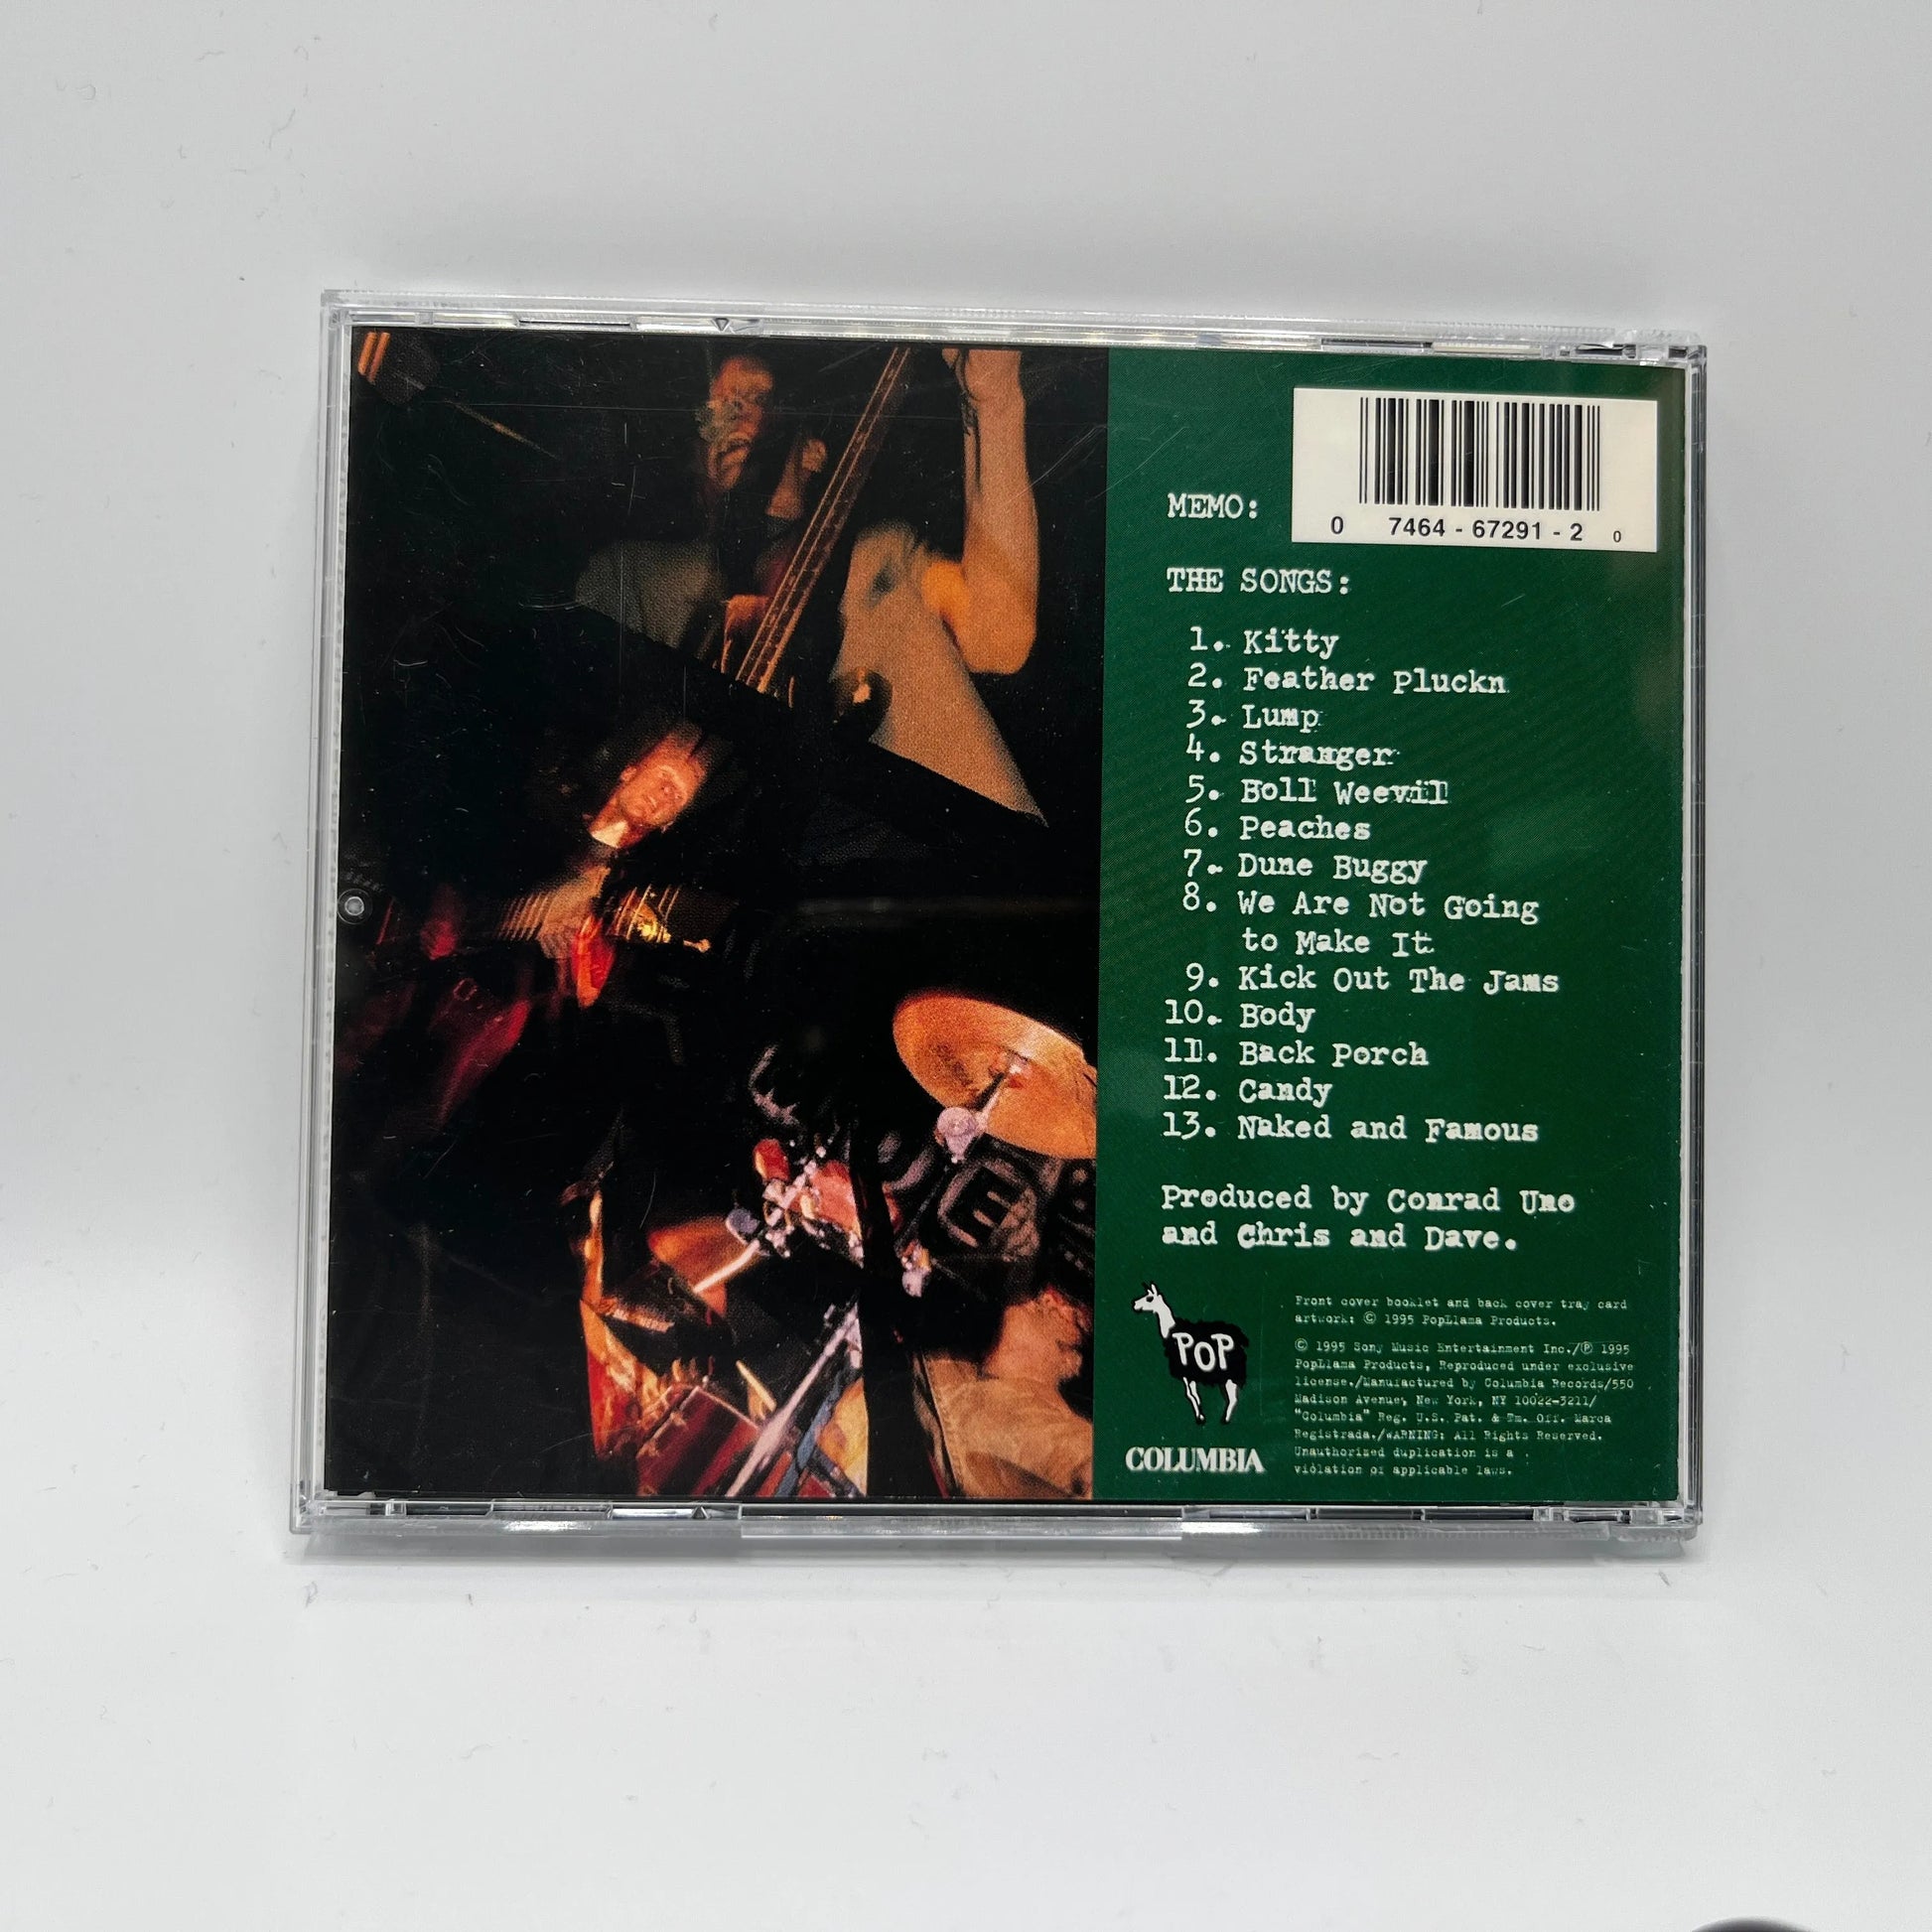 MEMO:
0 7464 - 67291 - 2 0
THE SONGS:
1. Kitty
2. Feather Pluckn
3. Lump
4. Stranger
5. Boll Weevil
6. Peaches
7. Dune Buggy
8. We Are Not Going
to Make It
9. Kick Out The Jams
10. Body
11. Back Porch
12. Candy
13. Naked and Famous
Produced by Conrad Uno
and Chris and Dave.
POP
COLUMBIA
Front cover booklet and back cover tray card
artwork: © 1995 PopLlama Products.
© 1995 Sony Music Entertainment Inc./℗ 1995
PopLlama Products, Reproduced under exclusive
license./Manufactured by Columbia Records/550
Madison Avenue, New York, NY 10022-3211/
"Columbia" Reg. U.S. Pat. & Tm. Off. Marca
Registrada./WARNING: All Rights Reserved.
Unauthorized duplication is a
violation of applicable laws.